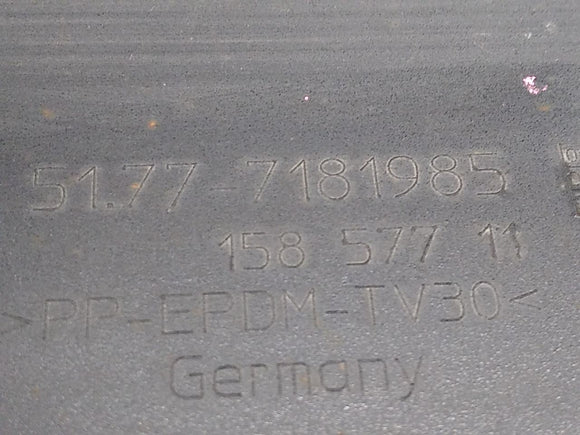 51.77-7181985
158 577 11
>PP-EPDM-TV30<
Germany